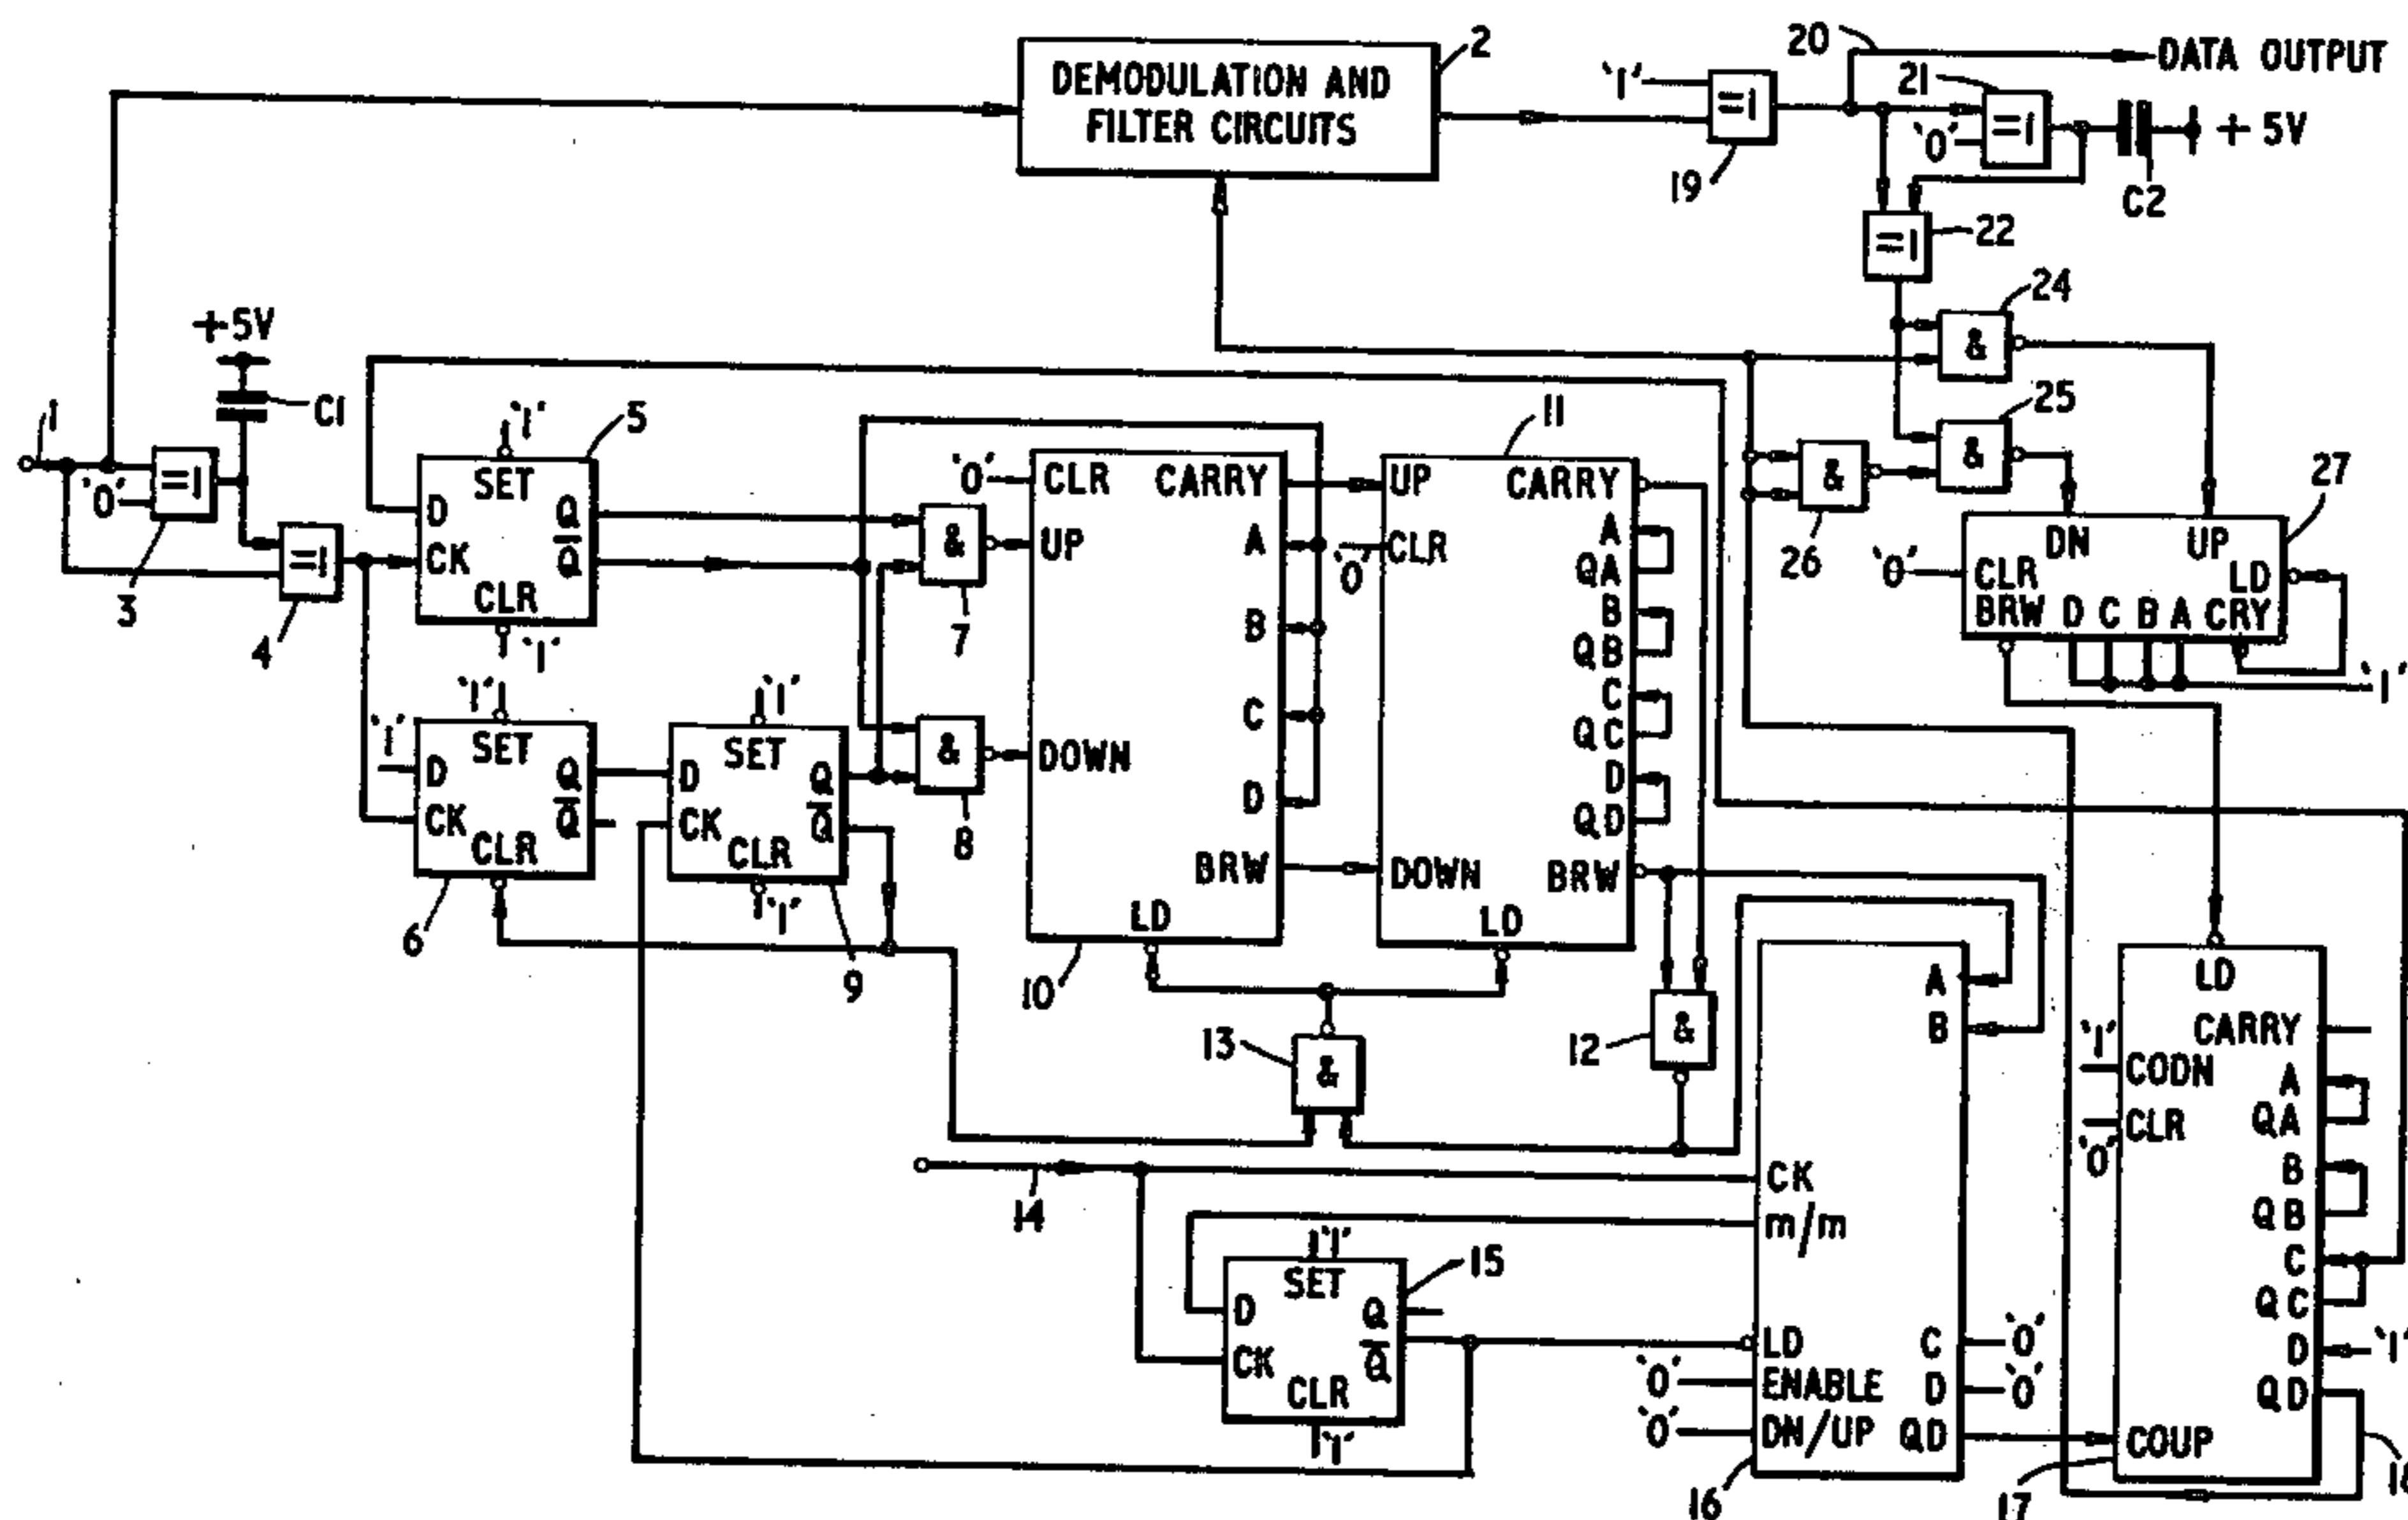 DEMODULATION AND
FILTER CIRCUITS
2
'1'
=1
19
20
DATA OUTPUT
21
'0'
=1
+5V
C2
=1
22
+5V
C1
1
'0'
=1
3
=1
4
'1'
5
SET
D
Q
Q̅
CK
CLR
'1'
'1'
SET
'1'
D
Q
CK
Q̅
CLR
6
'1'
SET
D
Q
CK
Q̅
CLR
'1'
9
&
7
&
8
'0'
CLR
CARRY
UP
A
B
C
DOWN
D
BRW
LD
10
11
UP
CARRY
CLR
'0'
A
QA
B
QB
C
QC
D
QD
DOWN
BRW
LD
24
&
25
&
&
26
27
DN
UP
'0'
CLR
LD
BRW
D
C
B
A
CRY
'1'
13
&
12
&
14
15
'1'
SET
D
Q
CK
Q̅
CLR
'1'
A
B
CK
m/m
LD
C
'0'
'0'
ENABLE
D
'0'
'0'
DN/UP
QD
16
LD
CARRY
'1'
CODN
A
CLR
QA
'0'
B
QB
C
QC
D
'1'
QD
COUP
17